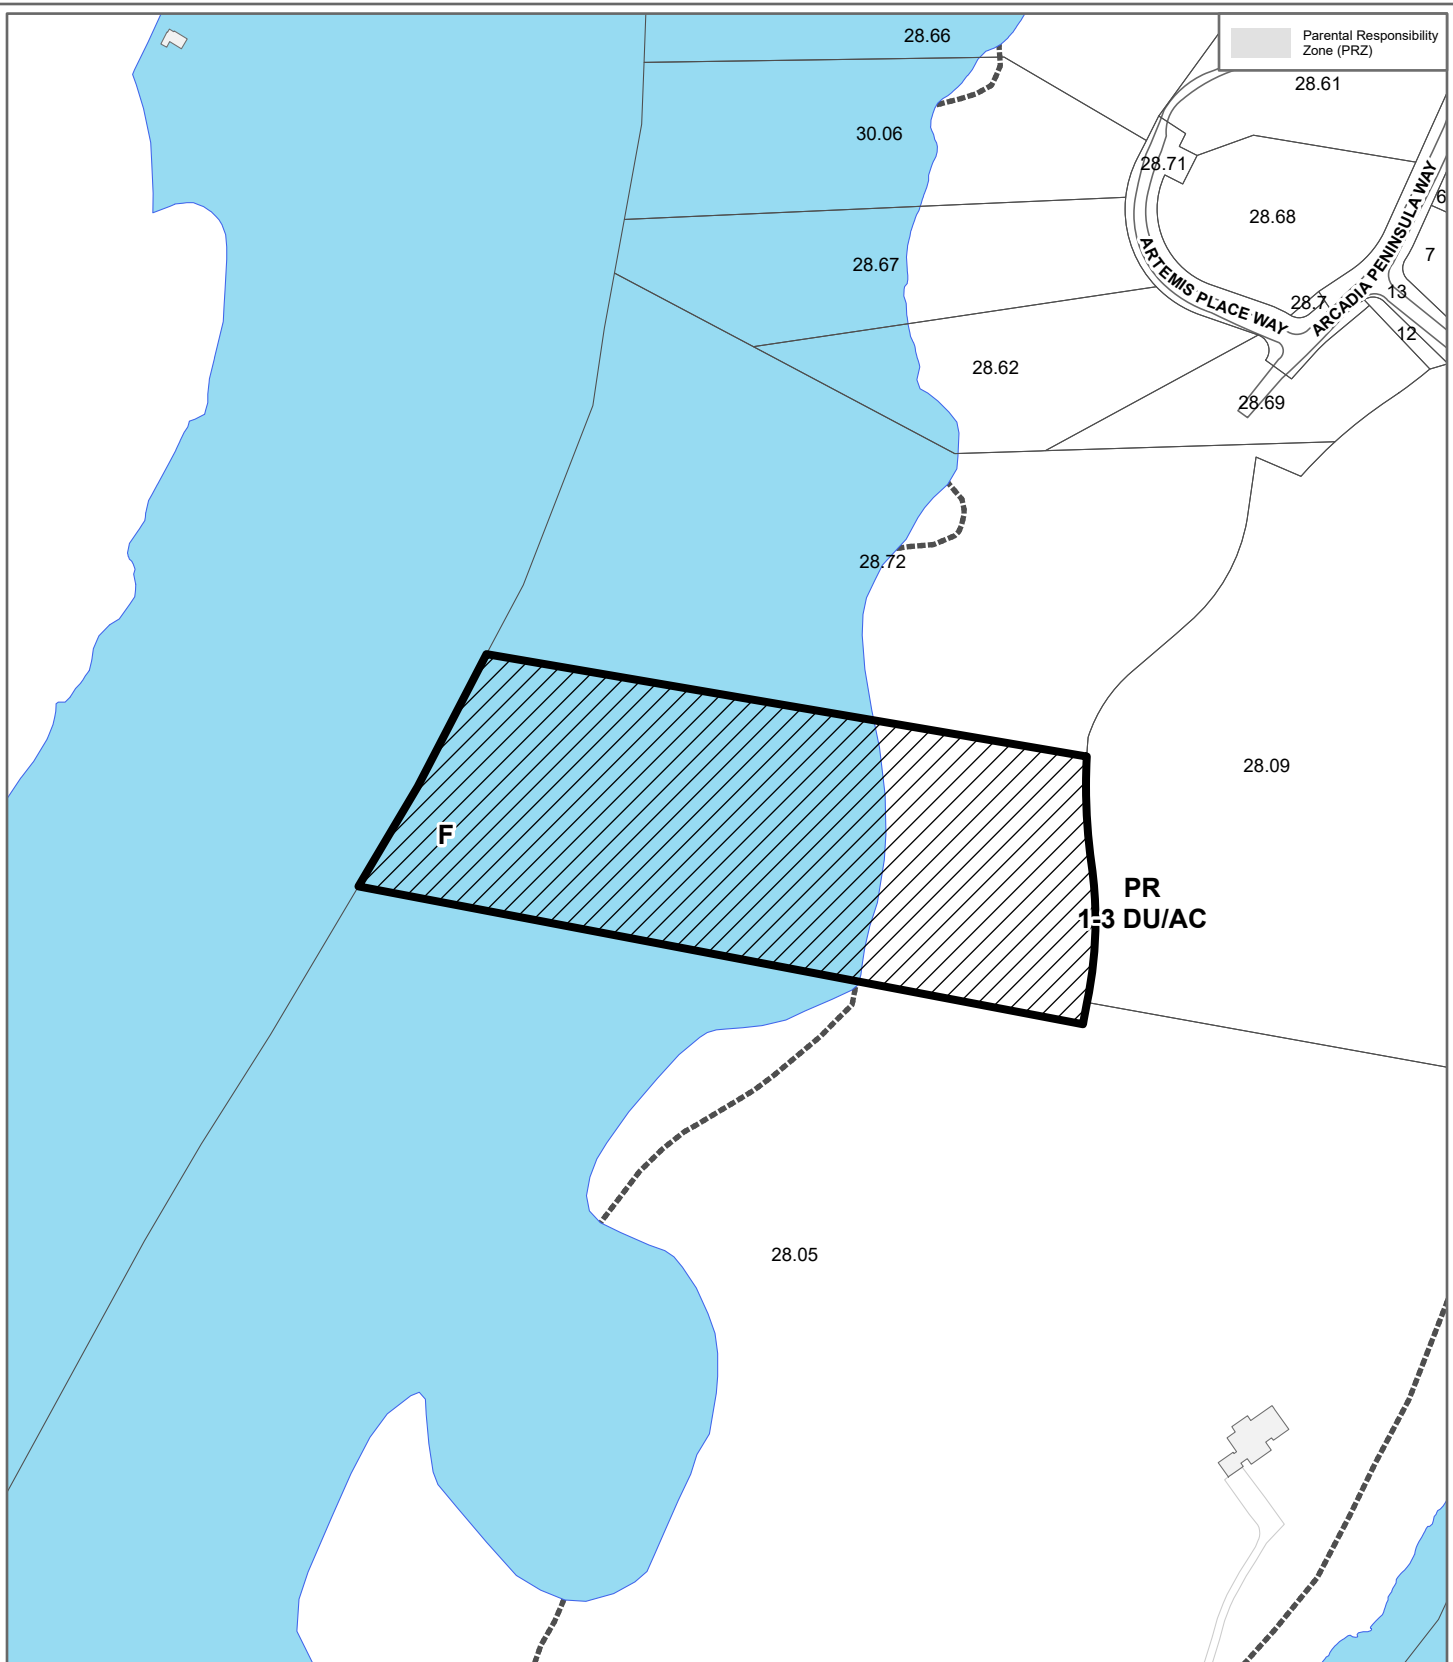 28.66
Parental Responsibility
Zone (PRZ)
28.61
30.06
28.71
6
28.68
7
28.67
ARTEMIS PLACE WAY
ARCADIA PENINSULA WAY
28.7
13
12
28.62
28.69
28.72
28.09
F
PR
1-3 DU/AC
28.05